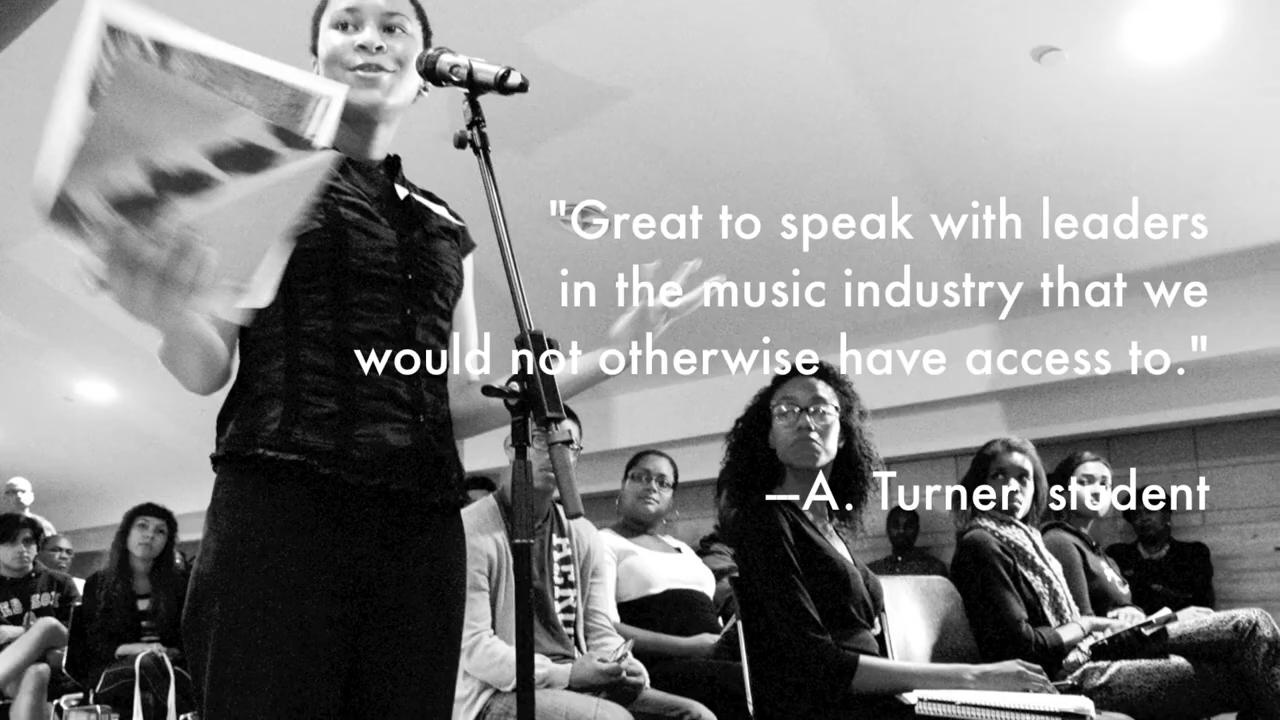 "Great to speak with leaders
in the music industry that we
would not otherwise have access to."
—A. Turner, student